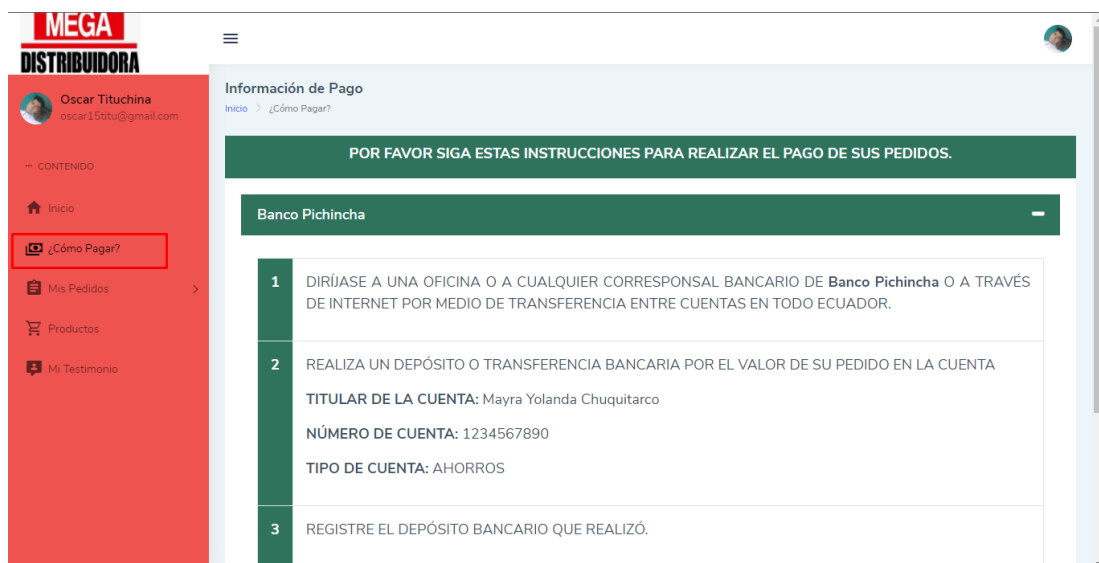 MEGA
DISTRIBUIDORA
Oscar Tituchina
oscar15titu@gmail.com
CONTENIDO
Inicio
¿Cómo Pagar?
Mis Pedidos
Productos
Mi Testimonio
Información de Pago
Inicio > ¿Cómo Pagar?
POR FAVOR SIGA ESTAS INSTRUCCIONES PARA REALIZAR EL PAGO DE SUS PEDIDOS.
Banco Pichincha
1 DIRÍJASE A UNA OFICINA O A CUALQUIER CORRESPONSAL BANCARIO DE Banco Pichincha O A TRAVÉS
DE INTERNET POR MEDIO DE TRANSFERENCIA ENTRE CUENTAS EN TODO ECUADOR.
2 REALIZA UN DEPÓSITO O TRANSFERENCIA BANCARIA POR EL VALOR DE SU PEDIDO EN LA CUENTA
TITULAR DE LA CUENTA: Mayra Yolanda Chuquitarco
NÚMERO DE CUENTA: 1234567890
TIPO DE CUENTA: AHORROS
3 REGISTRE EL DEPÓSITO BANCARIO QUE REALIZÓ.